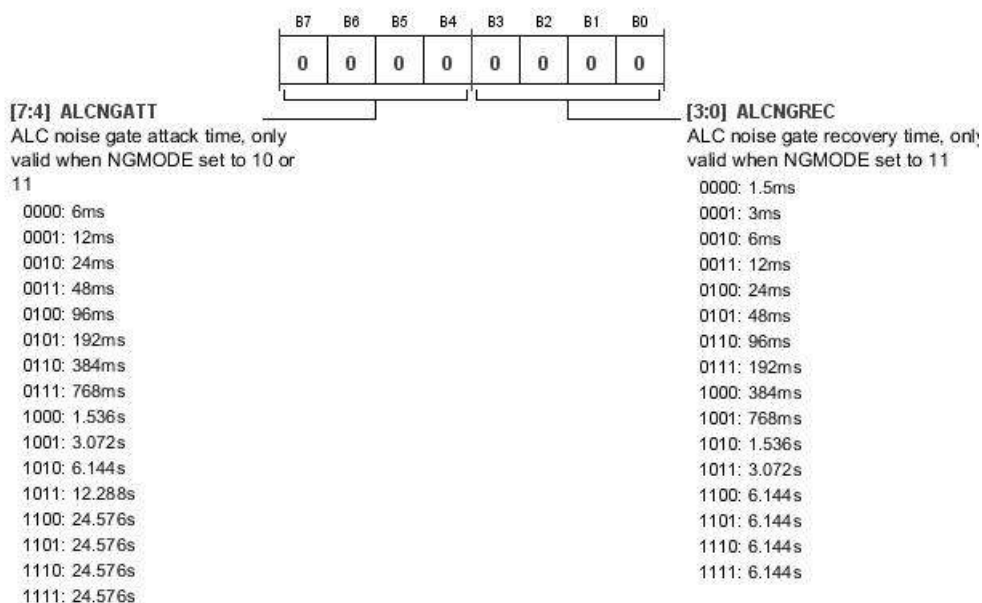 B7 B6 B5 B4 B3 B2 B1 B0
0 0 0 0 0 0 0 0
[7:4] ALCNGATT
ALC noise gate attack time, only
valid when NGMODE set to 10 or
11
0000: 6ms
0001: 12ms
0010: 24ms
0011: 48ms
0100: 96ms
0101: 192ms
0110: 384ms
0111: 768ms
1000: 1.536s
1001: 3.072s
1010: 6.144s
1011: 12.288s
1100: 24.576s
1101: 24.576s
1110: 24.576s
1111: 24.576s
[3:0] ALCNGREC
ALC noise gate recovery time, only
valid when NGMODE set to 11
0000: 1.5ms
0001: 3ms
0010: 6ms
0011: 12ms
0100: 24ms
0101: 48ms
0110: 96ms
0111: 192ms
1000: 384ms
1001: 768ms
1010: 1.536s
1011: 3.072s
1100: 6.144s
1101: 6.144s
1110: 6.144s
1111: 6.144s